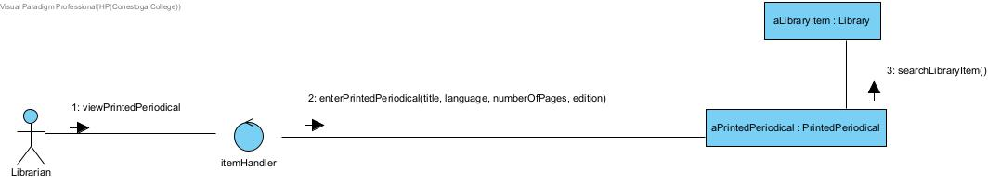 Visual Paradigm Professional(HP(Conestoga College))
aLibraryItem : Library
3: searchLibraryItem()
2: enterPrintedPeriodical(title, language, numberOfPages, edition)
1: viewPrintedPeriodical
aPrintedPeriodical : PrintedPeriodical
itemHandler
Librarian